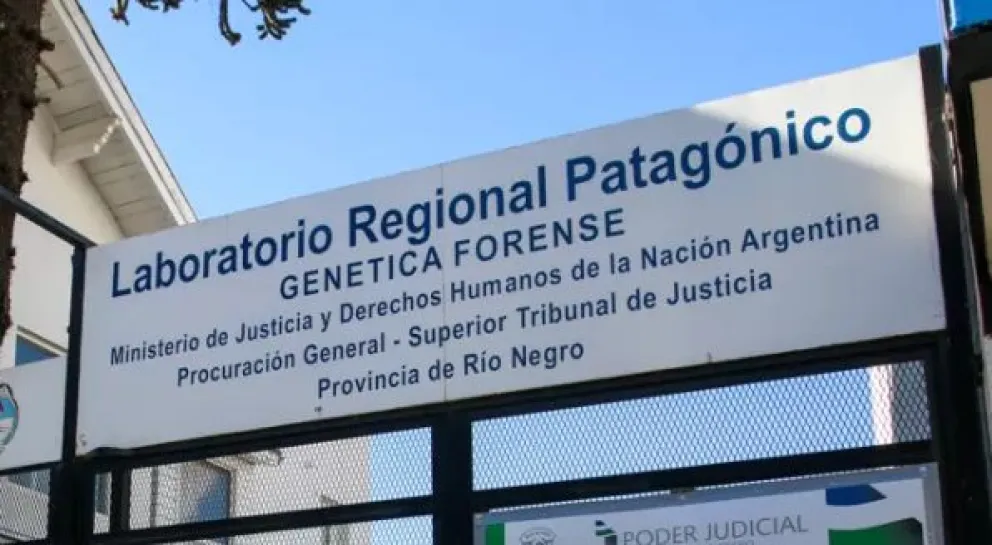 Laboratorio Regional Patagónico
GENETICA FORENSE
Ministerio de Justicia y Derechos Humanos de la Nación Argentina
Procuración General - Superior Tribunal de Justicia
Provincia de Río Negro
PODER JUDICIAL